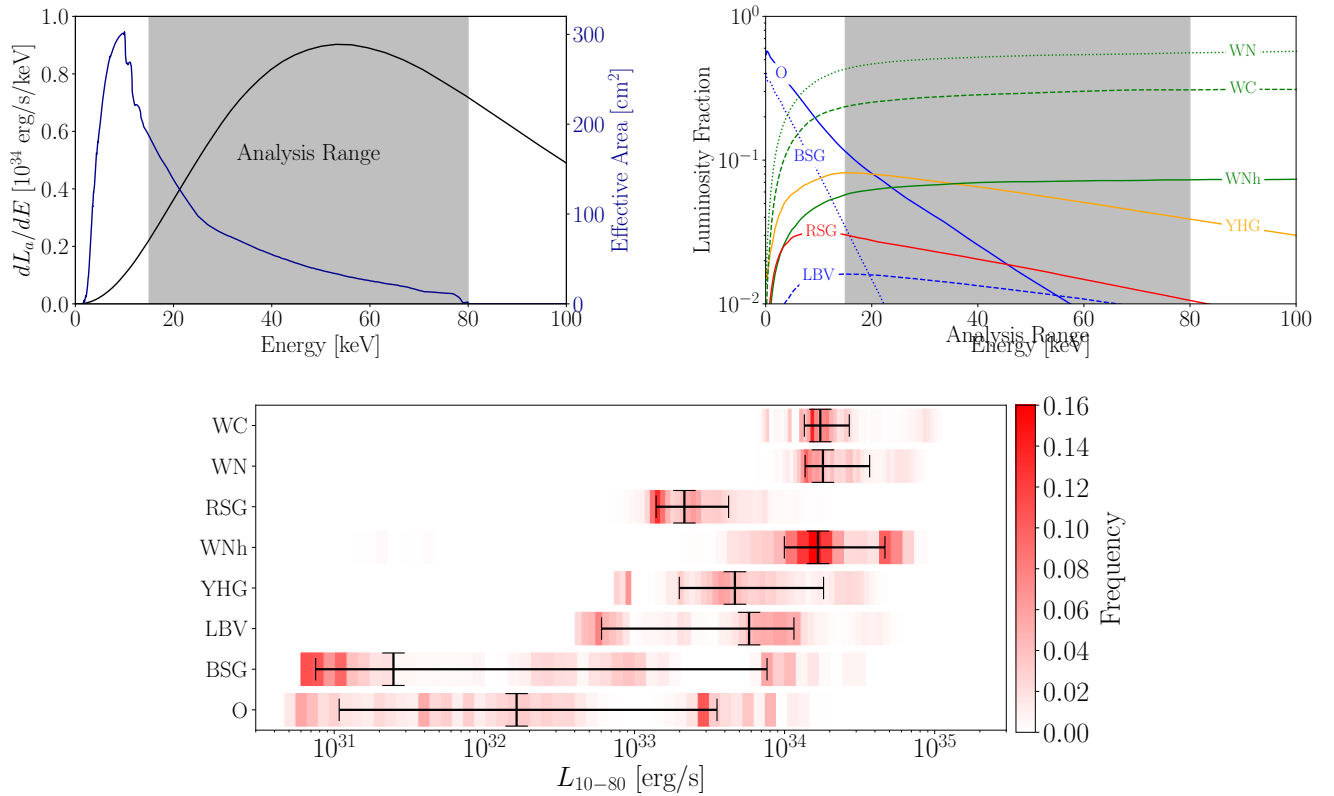 1.0
0.8
0.6
0.4
0.2
0.0
dL_a/dE [10^34 erg/s/keV]
Analysis Range
300
200
100
0
Effective Area [cm^2]
0 20 40 60 80 100
Energy [keV]
10^0
10^-1
10^-2
Luminosity Fraction
O
BSG
WN
WC
WNh
YHG
RSG
LBV
0 20 40 60 80 100
Analysis Range
Energy [keV]
WC
WN
RSG
WNh
YHG
LBV
BSG
O
10^31 10^32 10^33 10^34 10^35
L_10−80 [erg/s]
0.16
0.14
0.12
0.10
0.08
0.06
0.04
0.02
0.00
Frequency